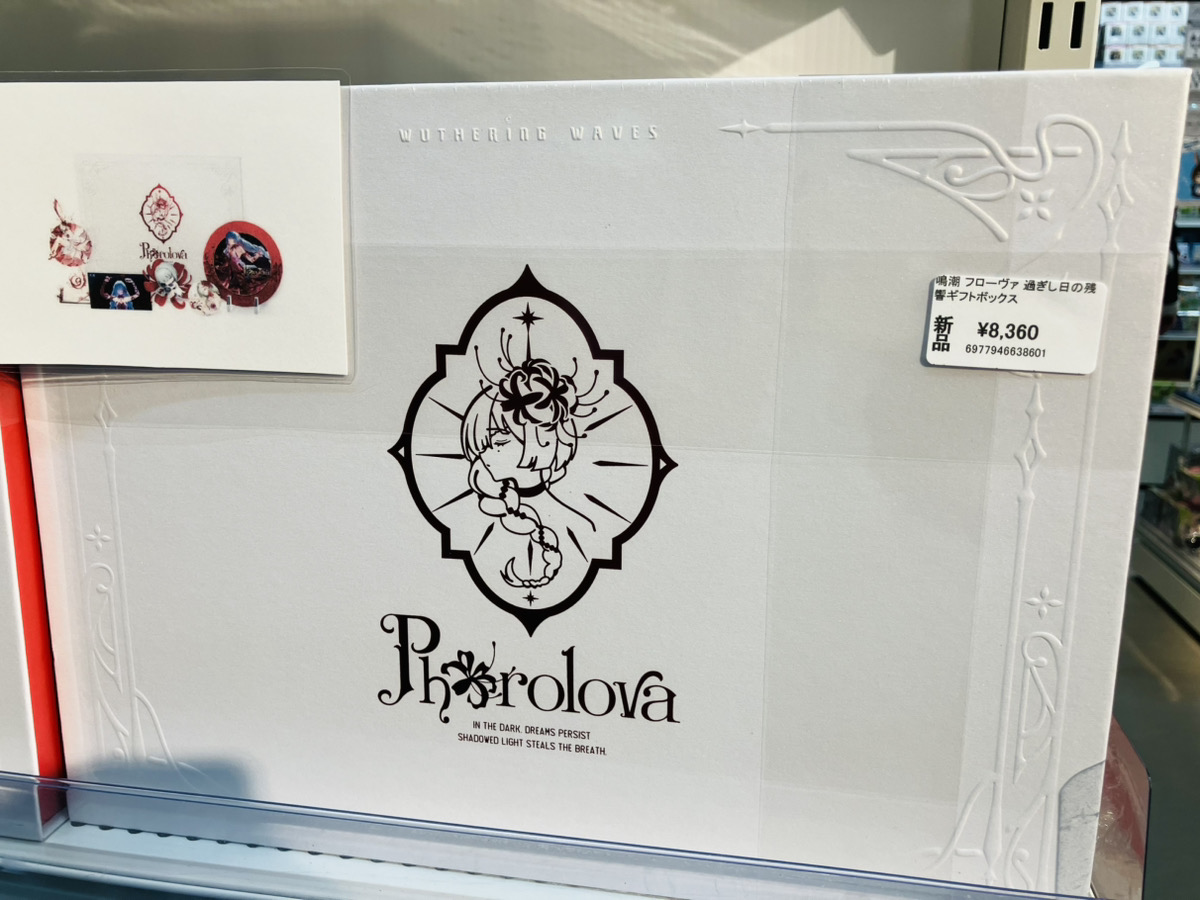 WUTHERING WAVES
鳴潮 フローヴァ 過ぎし日の残
響ギフトボックス
新品 ¥8,360
6977946638601
Phrolova
Phrolova
IN THE DARK, DREAMS PERSIST
SHADOWED LIGHT STEALS THE BREATH.